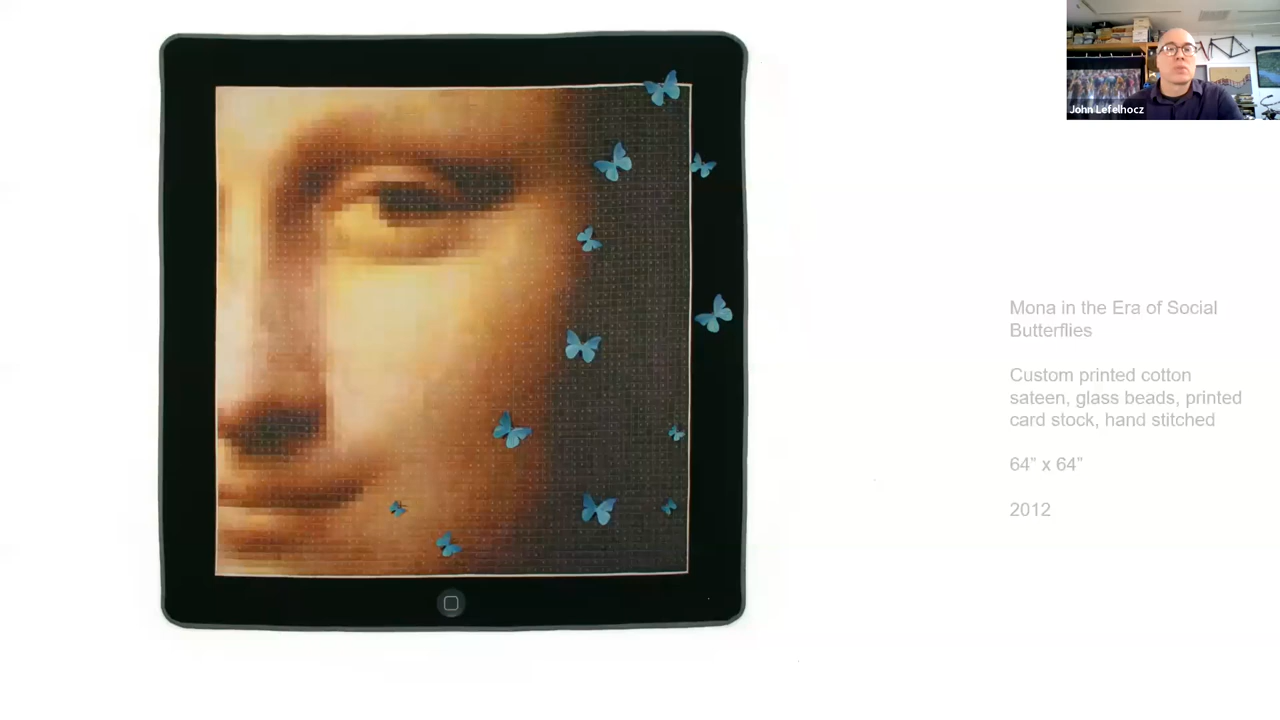 John Lefelhocz
Mona in the Era of Social
Butterflies
Custom printed cotton
sateen, glass beads, printed
card stock, hand stitched
64” x 64”
2012